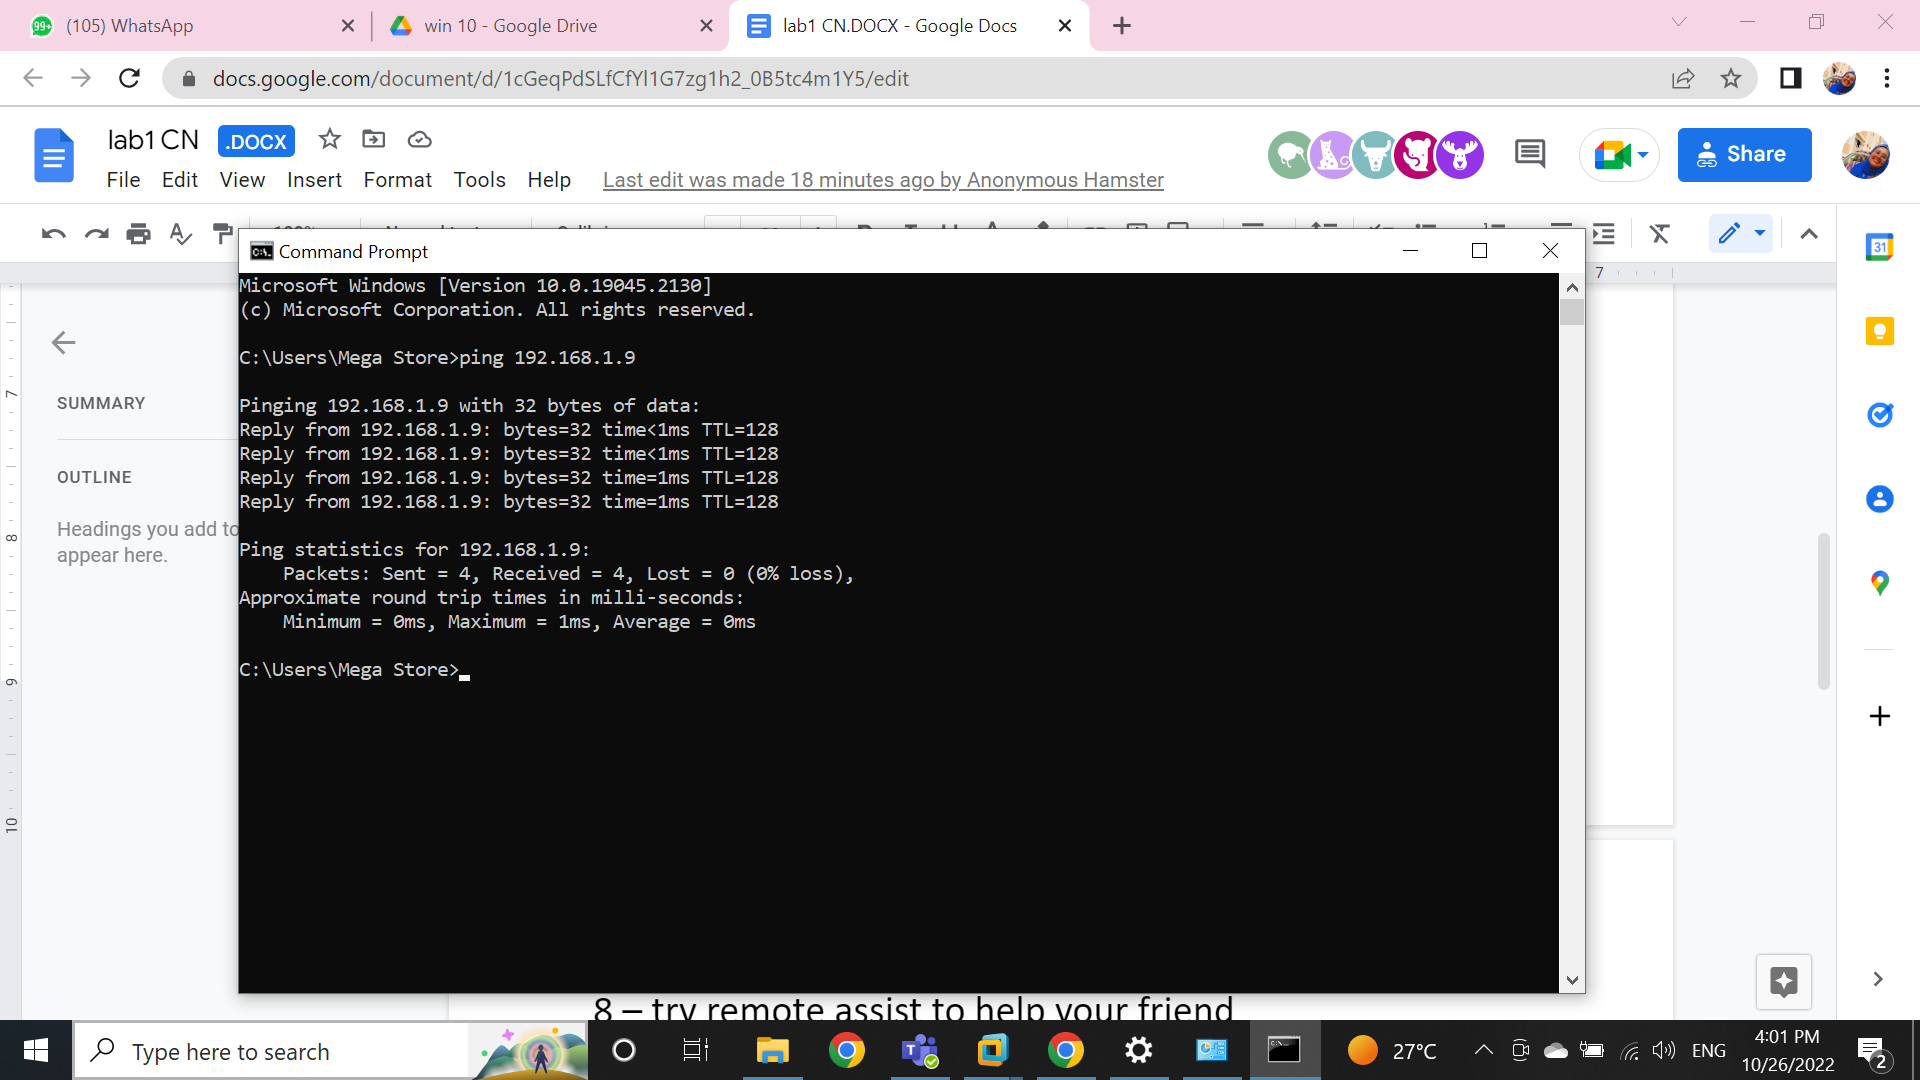 99+ (105) WhatsApp
win 10 - Google Drive
lab1 CN.DOCX - Google Docs
docs.google.com/document/d/1cGeqPdSLfCfYl1G7zg1h2_0B5tc4m1Y5/edit
lab1 CN .DOCX
Share
File Edit View Insert Format Tools Help Last edit was made 18 minutes ago by Anonymous Hamster
7
31
Command Prompt
Microsoft Windows [Version 10.0.19045.2130]
(c) Microsoft Corporation. All rights reserved.
C:\Users\Mega Store>ping 192.168.1.9
Pinging 192.168.1.9 with 32 bytes of data:
Reply from 192.168.1.9: bytes=32 time<1ms TTL=128
Reply from 192.168.1.9: bytes=32 time<1ms TTL=128
Reply from 192.168.1.9: bytes=32 time=1ms TTL=128
Reply from 192.168.1.9: bytes=32 time=1ms TTL=128
Ping statistics for 192.168.1.9:
Packets: Sent = 4, Received = 4, Lost = 0 (0% loss),
Approximate round trip times in milli-seconds:
Minimum = 0ms, Maximum = 1ms, Average = 0ms
C:\Users\Mega Store>
SUMMARY
OUTLINE
Headings you add to
appear here.
7
8
9
10
8 – try remote assist to help your friend
Type here to search
27°C
ENG
4:01 PM
10/26/2022
2